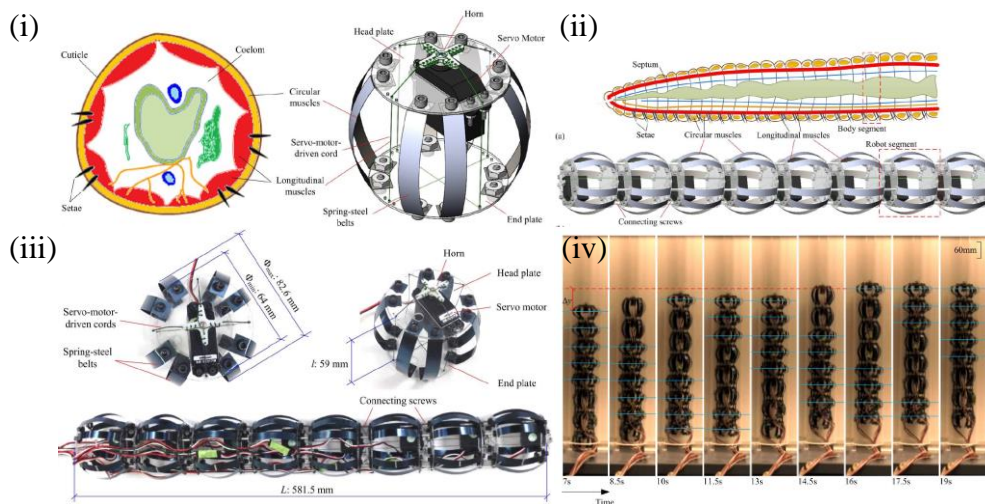 (i)
Cuticle
Coelom
Circular
muscles
Longitudinal
muscles
Setae
Horn
Head plate
Servo Motor
Servo-motor-
driven cord
Spring-steel
belts
End plate
(ii)
Septum
Setae
Circular muscles
Longitudinal muscles
Body segment
(a)
Robot segment
Connecting screws
(iii)
Φmax: 82.6 mm
Φmin: 64 mm
Servo-motor-
driven cords
Spring-steel
belts
Horn
Head plate
Servo motor
l: 59 mm
End plate
Connecting screws
L: 581.5 mm
(iv)
60mm
7s
8.5s
10s
11.5s
13s
14.5s
16s
17.5s
19s
Time